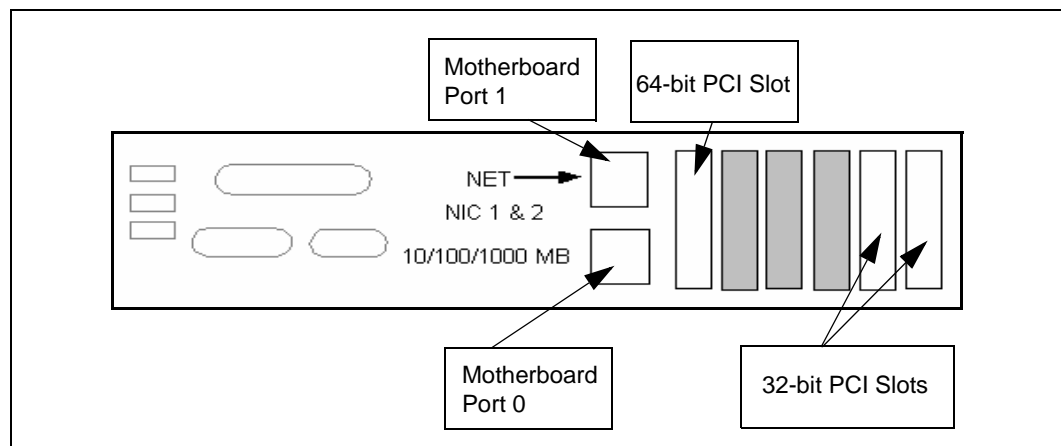 Motherboard
Port 1
64-bit PCI Slot
NET
NIC 1 & 2
10/100/1000 MB
Motherboard
Port 0
32-bit PCI Slots